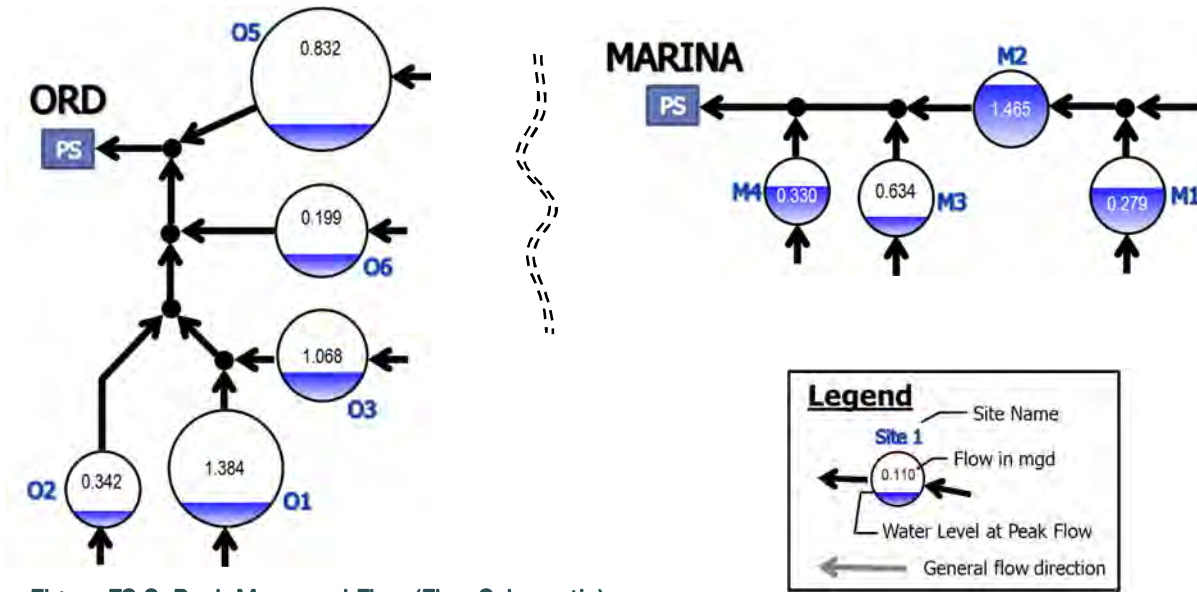 O5
0.832
ORD
PS
0.199
O6
1.068
O3
O2
0.342
1.384
O1
MARINA
PS
M2
1.465
M4
0.330
0.634
M3
0.279
M1
Legend
Site Name
Site 1
Flow in mgd
0.110
Water Level at Peak Flow
General flow direction